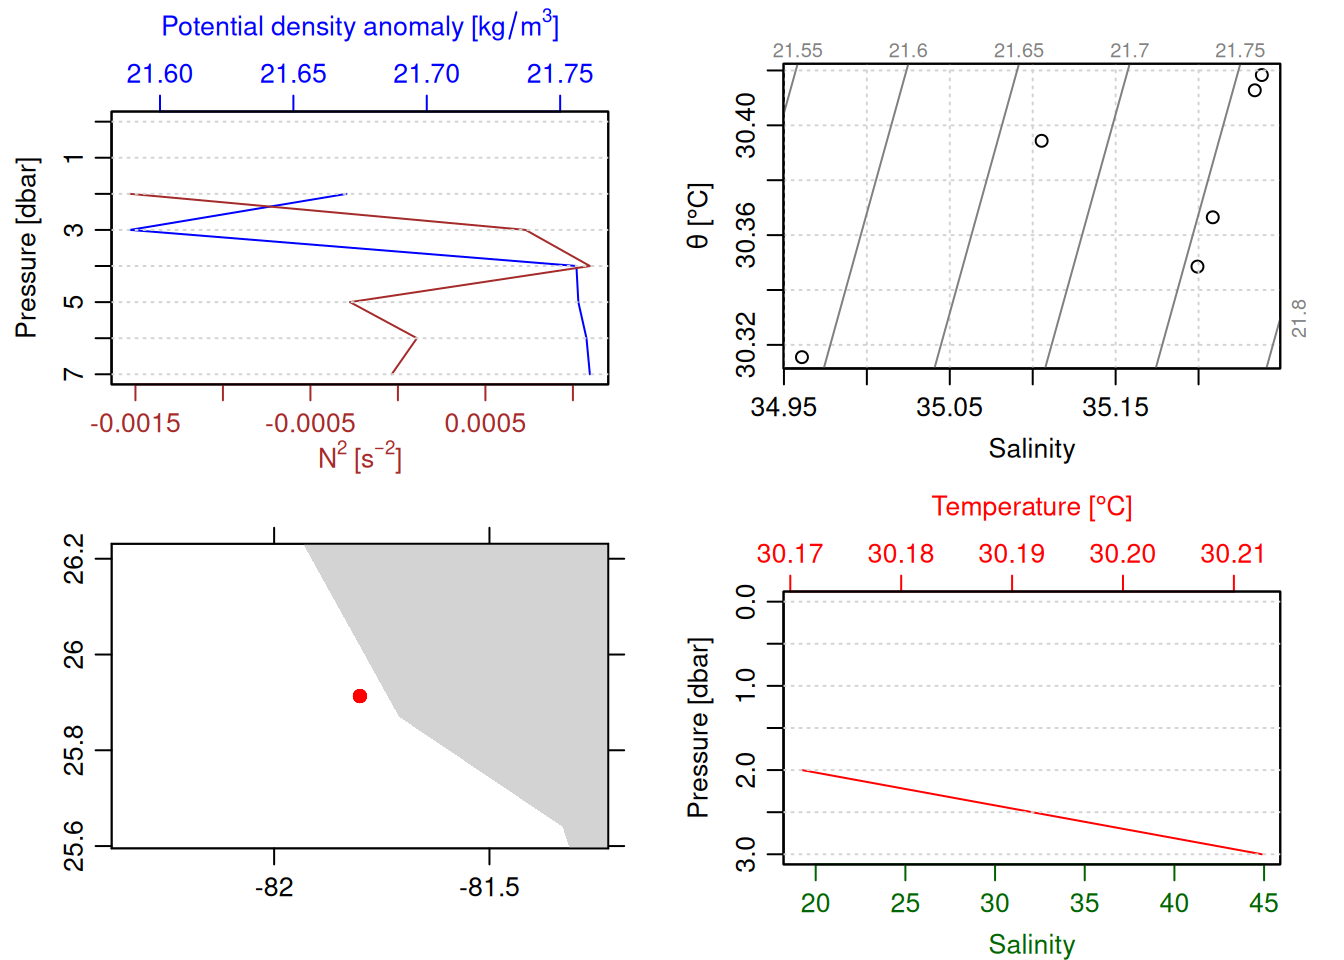 Potential density anomaly [kg/m³]
21.60 21.65 21.70 21.75
Pressure [dbar]
1
3
5
7
-0.0015 -0.0005 0.0005
N² [s⁻²]
21.55 21.6 21.65 21.7 21.75
21.8
θ [°C]
30.40
30.36
30.32
34.95 35.05 35.15
Salinity
26.2
26
25.8
25.6
-82 -81.5
Temperature [°C]
30.17 30.18 30.19 30.20 30.21
Pressure [dbar]
0.0
1.0
2.0
3.0
20 25 30 35 40 45
Salinity